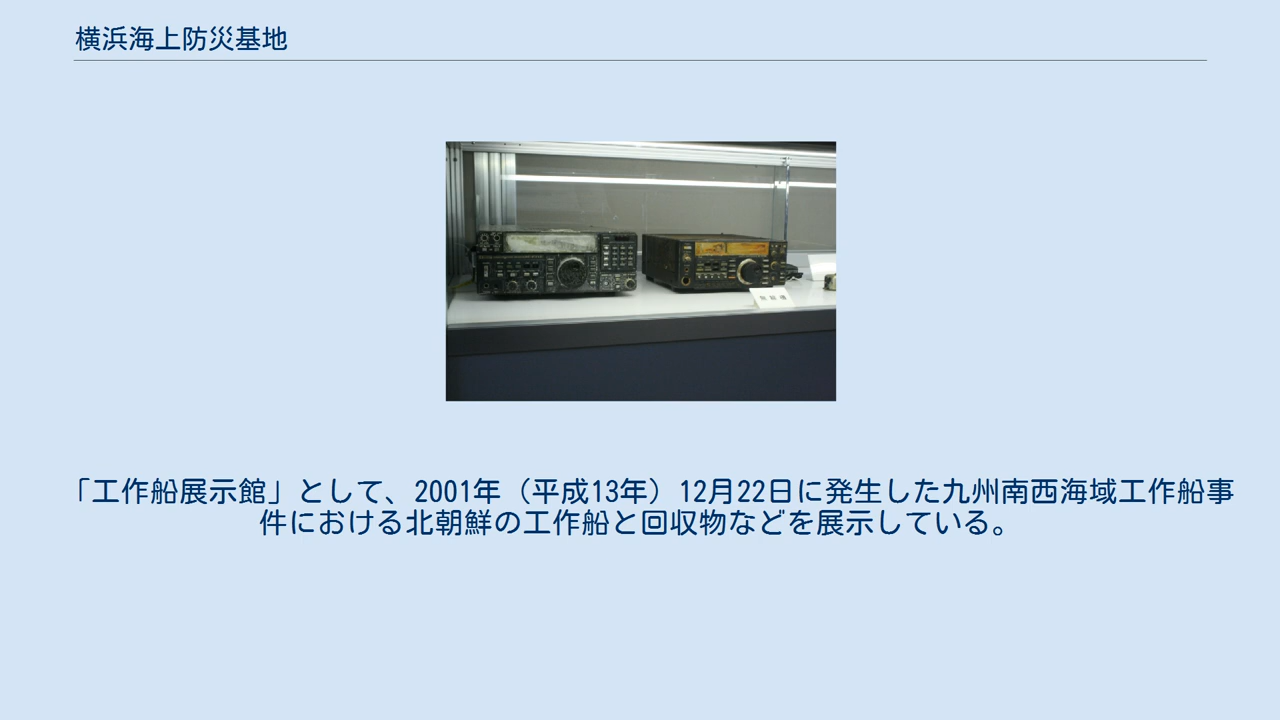 横浜海上防災基地
「工作船展示館」として、2001年（平成13年）12月22日に発生した九州南西海域工作船事
件における北朝鮮の工作船と回収物などを展示している。